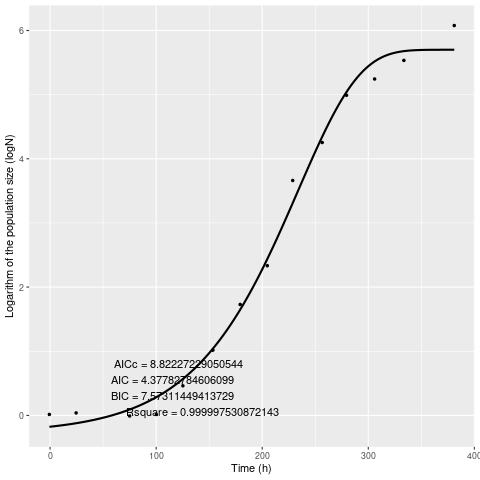 6
4
2
0
Logarithm of the population size (logN)
AICc = 8.82227229050544
AIC = 4.37782784606099
BIC = 7.57311449413729
Rsquare = 0.999997530872143
0
100
200
300
400
Time (h)